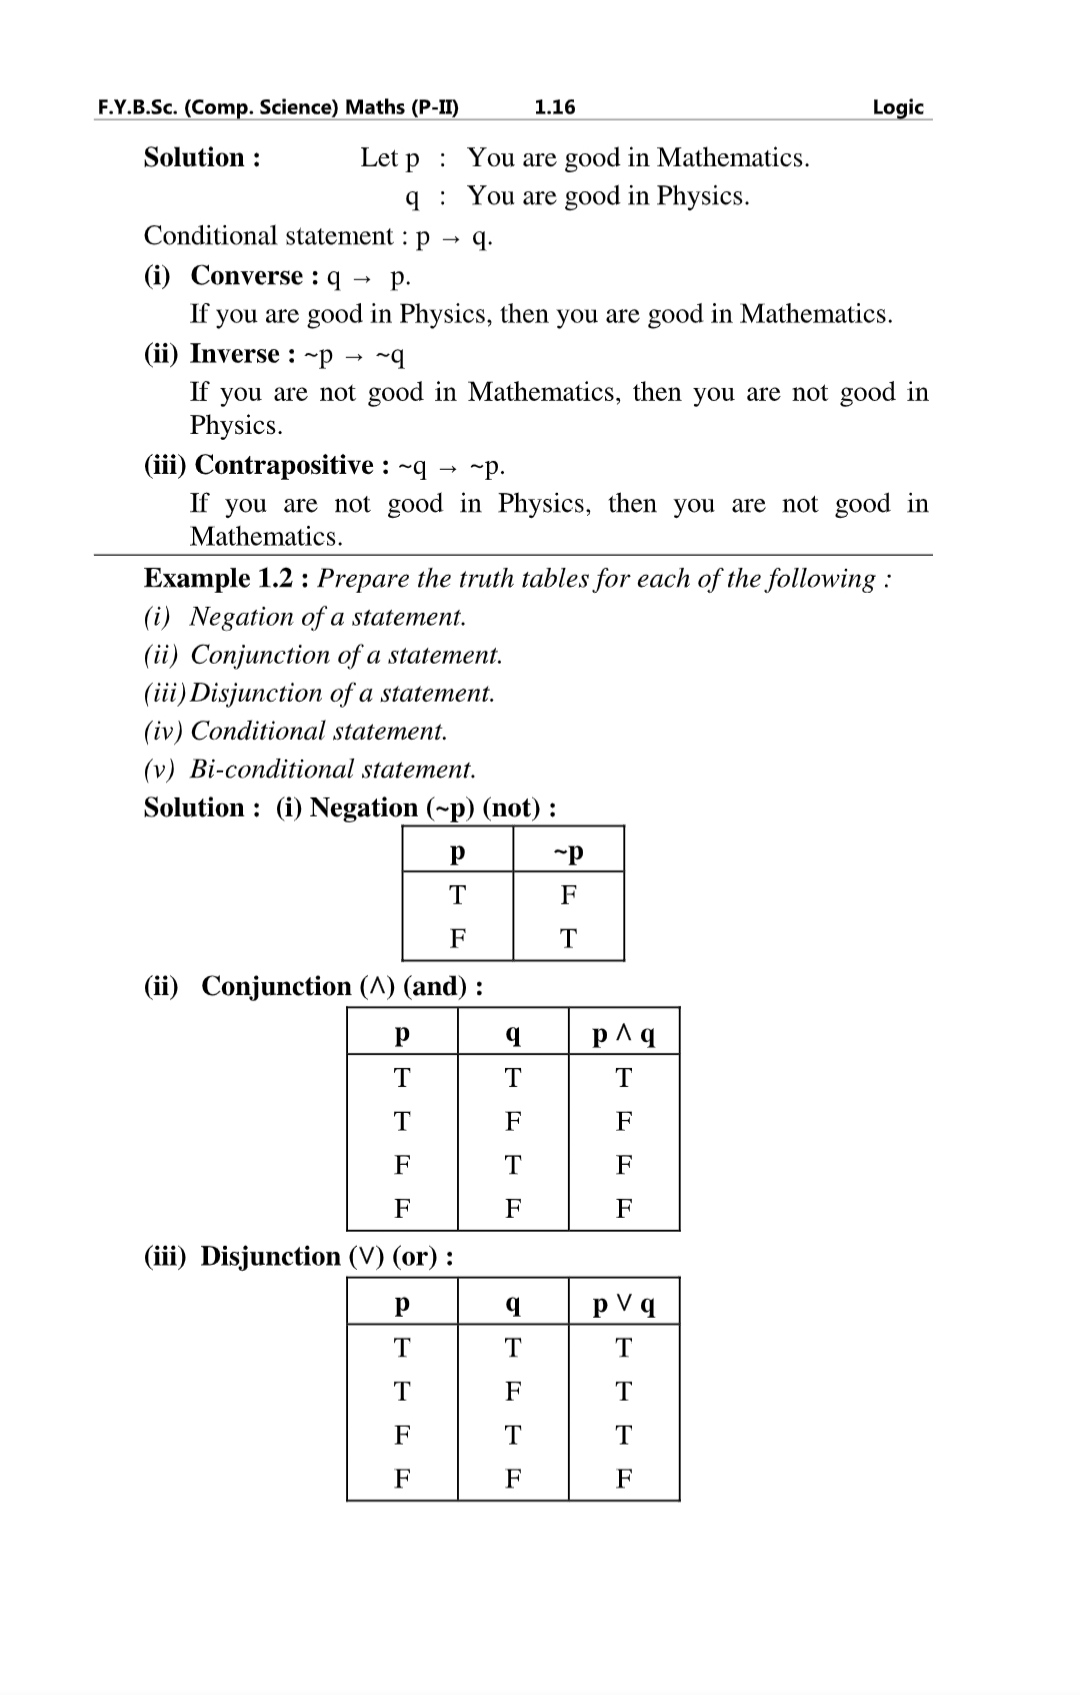 F.Y.B.Sc. (Comp. Science) Maths (P-II) 1.16 Logic
Solution : Let p : You are good in Mathematics.
q : You are good in Physics.
Conditional statement : p → q.
(i) Converse : q → p.
If you are good in Physics, then you are good in Mathematics.
(ii) Inverse : ~p → ~q
If you are not good in Mathematics, then you are not good in
Physics.
(iii) Contrapositive : ~q → ~p.
If you are not good in Physics, then you are not good in
Mathematics.
Example 1.2 : Prepare the truth tables for each of the following :
(i) Negation of a statement.
(ii) Conjunction of a statement.
(iii) Disjunction of a statement.
(iv) Conditional statement.
(v) Bi-conditional statement.
Solution : (i) Negation (~p) (not) :
p ~p
T F
F T
(ii) Conjunction (∧) (and) :
p q p ∧ q
T T T
T F F
F T F
F F F
(iii) Disjunction (∨) (or) :
p q p ∨ q
T T T
T F T
F T T
F F F